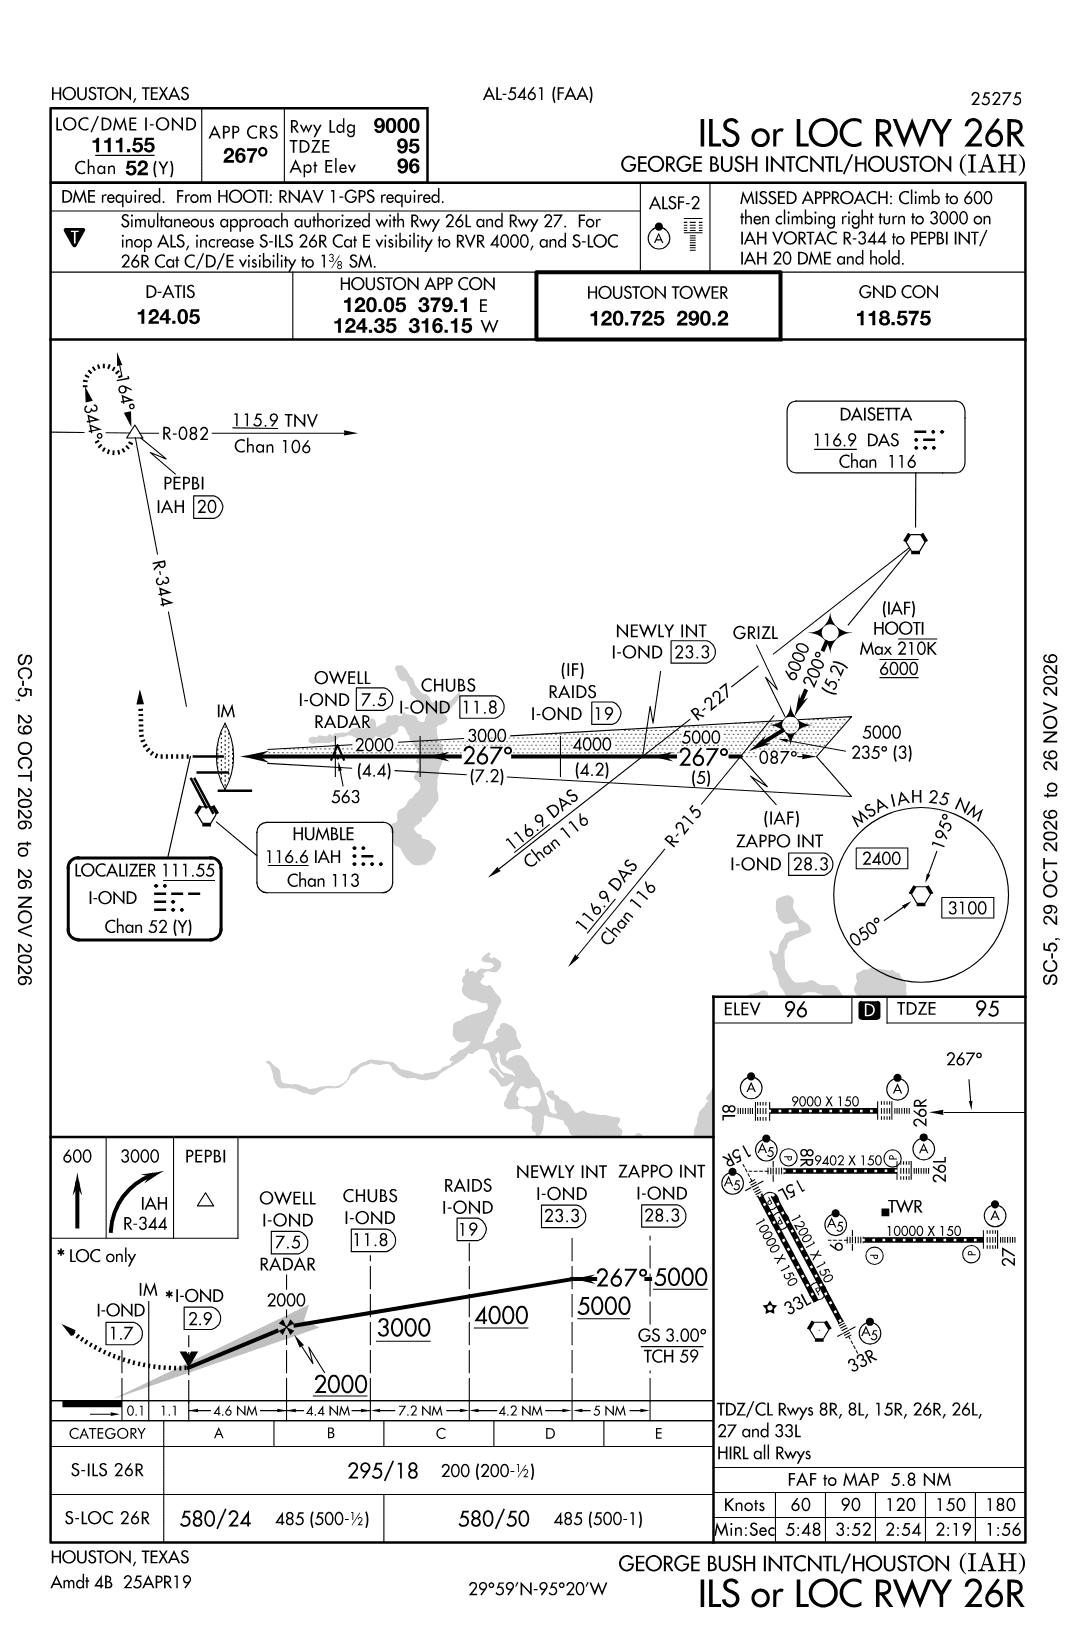 HOUSTON, TEXAS
AL-5461 (FAA)
25275
ILS or LOC RWY 26R
GEORGE BUSH INTCNTL/HOUSTON (IAH)
LOC/DME I-OND
111.55
Chan 52 (Y)
APP CRS
267°
Rwy Ldg 9000
TDZE 95
Apt Elev 96
DME required. From HOOTI: RNAV 1-GPS required.
T
Simultaneous approach authorized with Rwy 26L and Rwy 27. For
inop ALS, increase S-ILS 26R Cat E visibility to RVR 4000, and S-LOC
26R Cat C/D/E visibility to 1⅜ SM.
ALSF-2
A
MISSED APPROACH: Climb to 600
then climbing right turn to 3000 on
IAH VORTAC R-344 to PEPBI INT/
IAH 20 DME and hold.
D-ATIS
124.05
HOUSTON APP CON
120.05 379.1 E
124.35 316.15 W
HOUSTON TOWER
120.725 290.2
GND CON
118.575
164°
344°
R-082
115.9 TNV
Chan 106
PEPBI
IAH 20
R-344
DAISETTA
116.9 DAS
Chan 116
(IAF)
HOOTI
Max 210K
6000
6000
200°
(5.2)
GRIZL
NEWLY INT
I-OND 23.3
(IF)
RAIDS
I-OND 19
CHUBS
I-OND 11.8
OWELL
I-OND 7.5
RADAR
IM
R-227
2000
3000
4000
5000
267°
267°
087°
5000
235° (3)
(4.4)
(7.2)
(4.2)
(5)
563
116.9 DAS
Chan 116
R-215
116.9 DAS
Chan 116
(IAF)
ZAPPO INT
I-OND 28.3
HUMBLE
116.6 IAH
Chan 113
LOCALIZER 111.55
I-OND
Chan 52 (Y)
MSA IAH 25 NM
195°
2400
3100
050°
SC-5, 29 OCT 2026 to 26 NOV 2026
SC-5, 29 OCT 2026 to 26 NOV 2026
ELEV 96
D
TDZE 95
267°
A
A
8L
9000 X 150
26R
A5
15R
A5
P
8R
9402 X 150
P
A
26L
15L
TWR
10000 X 150
12001 X 150
A5
9
P
10000 X 150
P
A
27
33L
A5
33R
TDZ/CL Rwys 8R, 8L, 15R, 26R, 26L,
27 and 33L
HIRL all Rwys
FAF to MAP 5.8 NM
Knots 60 90 120 150 180
Min:Sec 5:48 3:52 2:54 2:19 1:56
600
3000
IAH
R-344
PEPBI
* LOC only
I-OND
1.7
IM
*I-OND
2.9
OWELL
I-OND
7.5
RADAR
2000
CHUBS
I-OND
11.8
RAIDS
I-OND
19
NEWLY INT
I-OND
23.3
ZAPPO INT
I-OND
28.3
267°
5000
5000
4000
3000
2000
GS 3.00°
TCH 59
0.1 1.1 4.6 NM 4.4 NM 7.2 NM 4.2 NM 5 NM
CATEGORY A B C D E
S-ILS 26R 295/18 200 (200-½)
S-LOC 26R 580/24 485 (500-½) 580/50 485 (500-1)
HOUSTON, TEXAS
Amdt 4B 25APR19
29°59'N-95°20'W
GEORGE BUSH INTCNTL/HOUSTON (IAH)
ILS or LOC RWY 26R